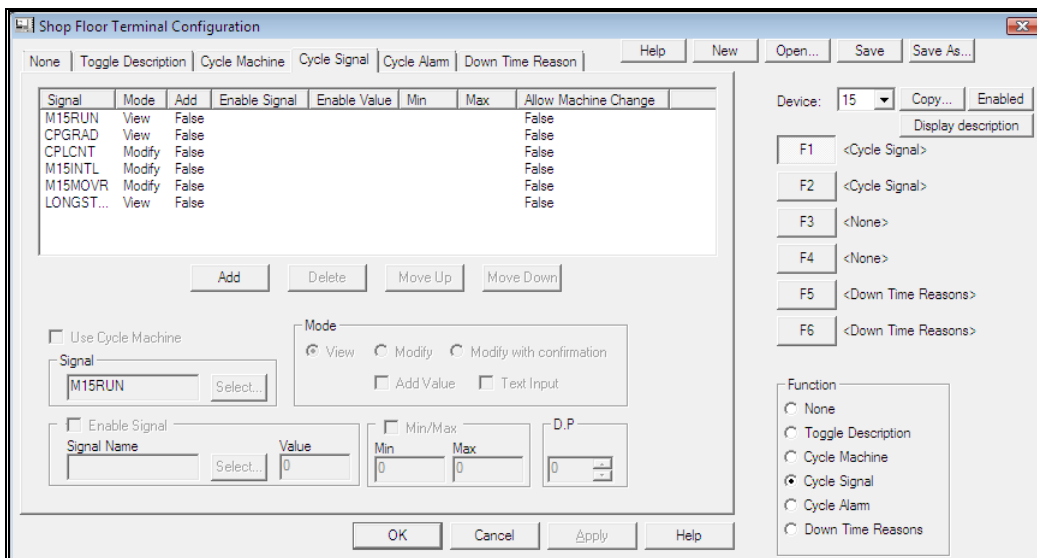 Shop Floor Terminal Configuration
Help New Open... Save Save As...
None Toggle Description Cycle Machine Cycle Signal Cycle Alarm Down Time Reason
Signal Mode Add Enable Signal Enable Value Min Max Allow Machine Change
M15RUN View False False
CPGRAD View False False
CPLCNT Modify False False
M15INTL Modify False False
M15MOVR Modify False False
LONGST... View False False
Add Delete Move Up Move Down
Use Cycle Machine
Signal
M15RUN Select...
Mode
View Modify Modify with confirmation
Add Value Text Input
Enable Signal
Signal Name Value
Select... 0
Min/Max
Min Max
0 0
D.P
0
OK Cancel Apply Help
Device: 15 Copy... Enabled
Display description
F1 <Cycle Signal>
F2 <Cycle Signal>
F3 <None>
F4 <None>
F5 <Down Time Reasons>
F6 <Down Time Reasons>
Function
None
Toggle Description
Cycle Machine
Cycle Signal
Cycle Alarm
Down Time Reasons